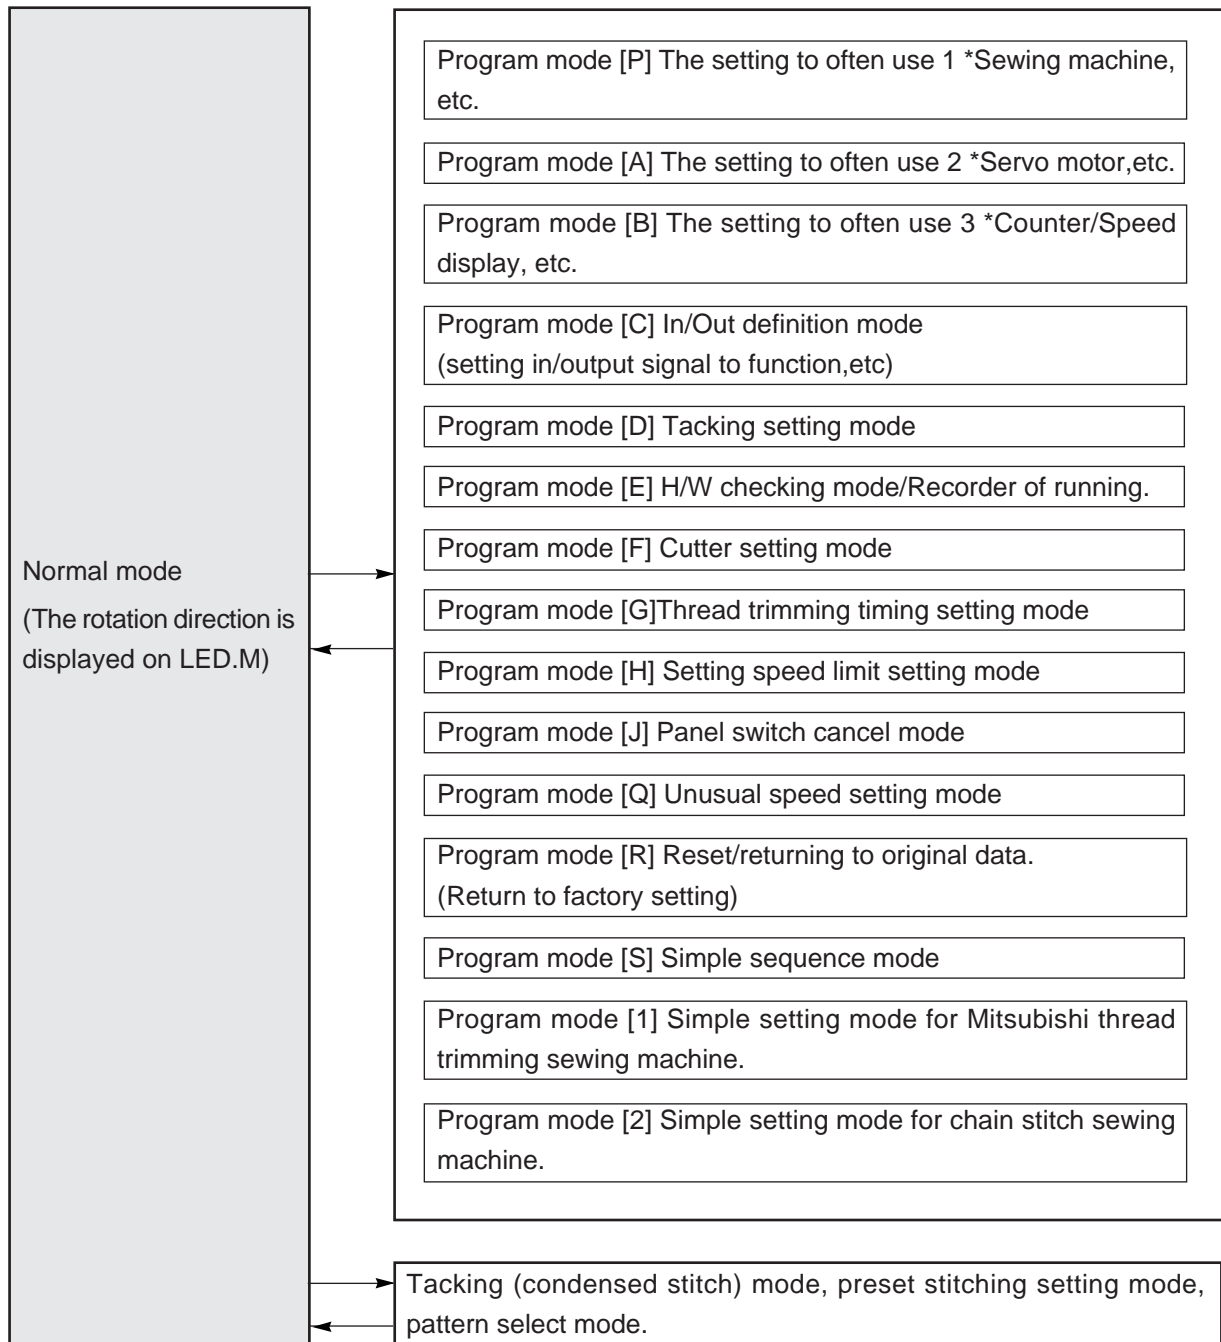 Program mode [P] The setting to often use 1 *Sewing machine,
etc.
Program mode [A] The setting to often use 2 *Servo motor,etc.
Program mode [B] The setting to often use 3 *Counter/Speed
display, etc.
Program mode [C] In/Out definition mode
(setting in/output signal to function,etc)
Program mode [D] Tacking setting mode
Program mode [E] H/W checking mode/Recorder of running.
Program mode [F] Cutter setting mode
Normal mode
(The rotation direction is
displayed on LED.M)
Program mode [G]Thread trimming timing setting mode
Program mode [H] Setting speed limit setting mode
Program mode [J] Panel switch cancel mode
Program mode [Q] Unusual speed setting mode
Program mode [R] Reset/returning to original data.
(Return to factory setting)
Program mode [S] Simple sequence mode
Program mode [1] Simple setting mode for Mitsubishi thread
trimming sewing machine.
Program mode [2] Simple setting mode for chain stitch sewing
machine.
Tacking (condensed stitch) mode, preset stitching setting mode,
pattern select mode.